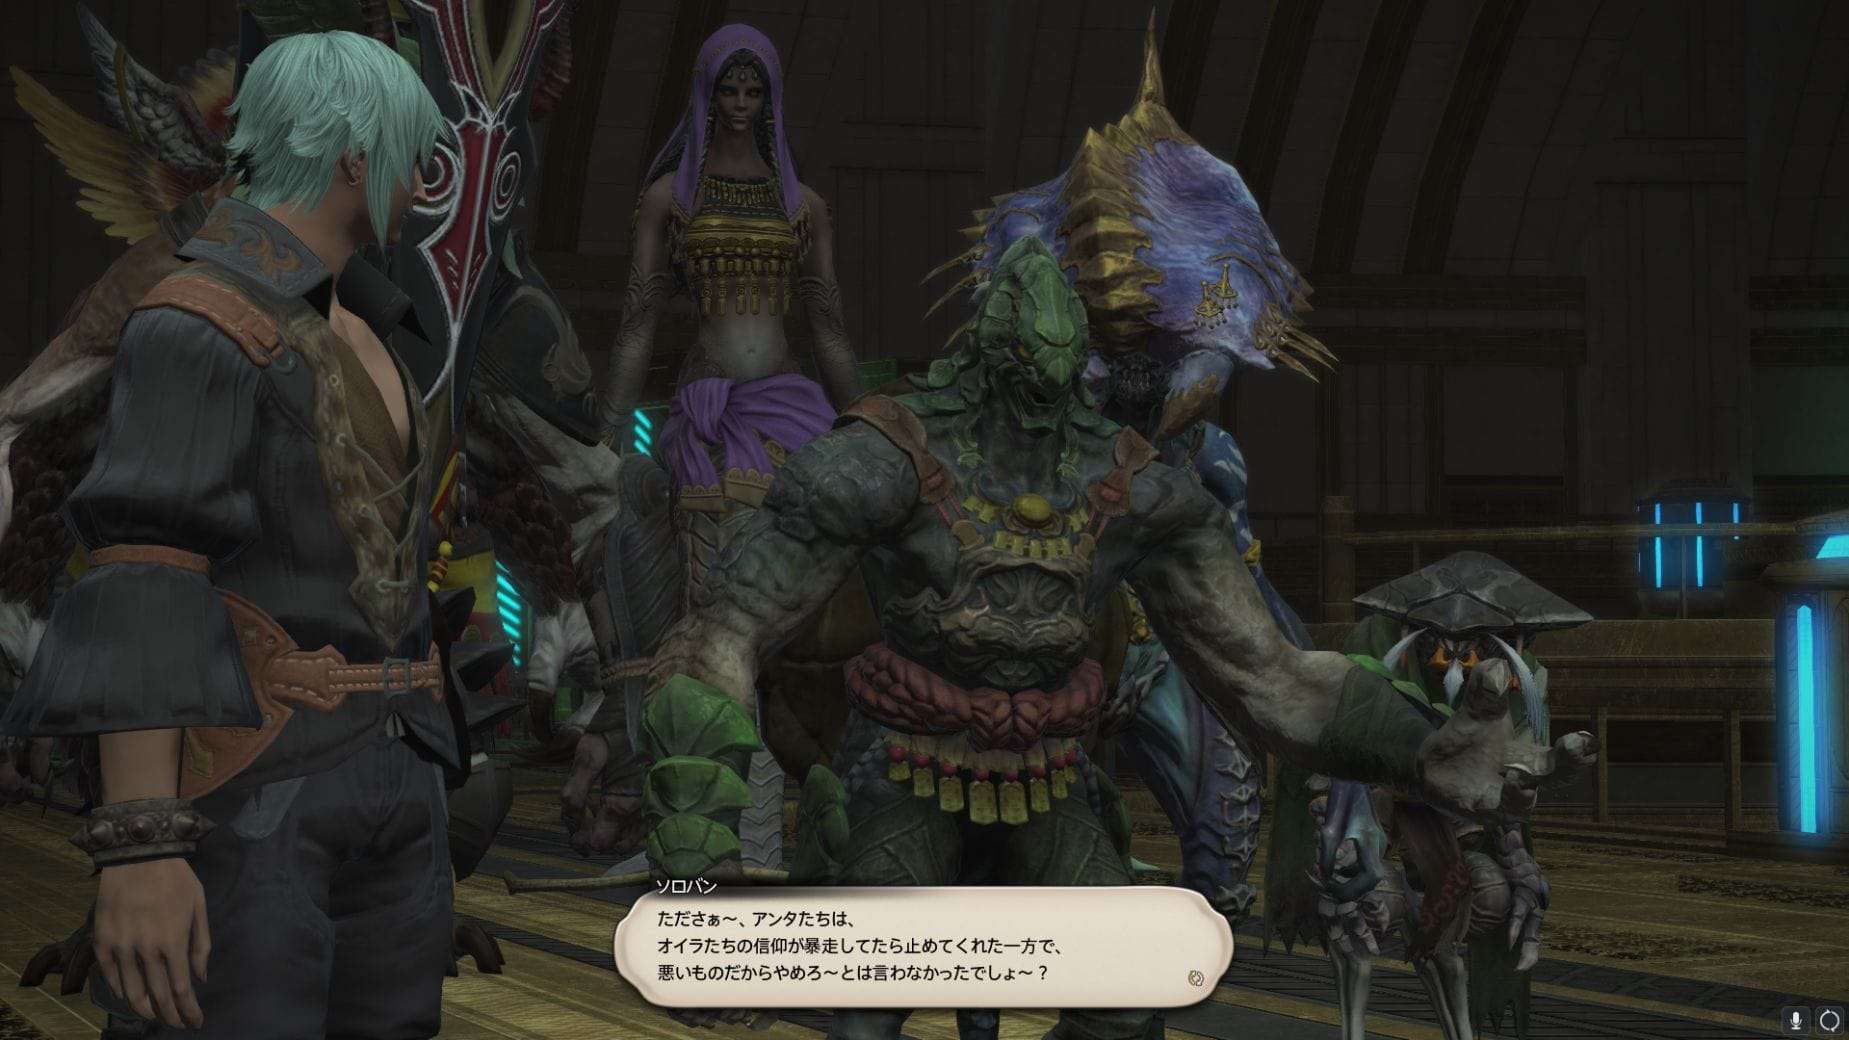 ソロバン
たださぁ～、アンタたちは、
オイラたちの信仰が暴走してたら止めてくれた一方で、
悪いものだからやめろ～とは言わなかったでしょ～？